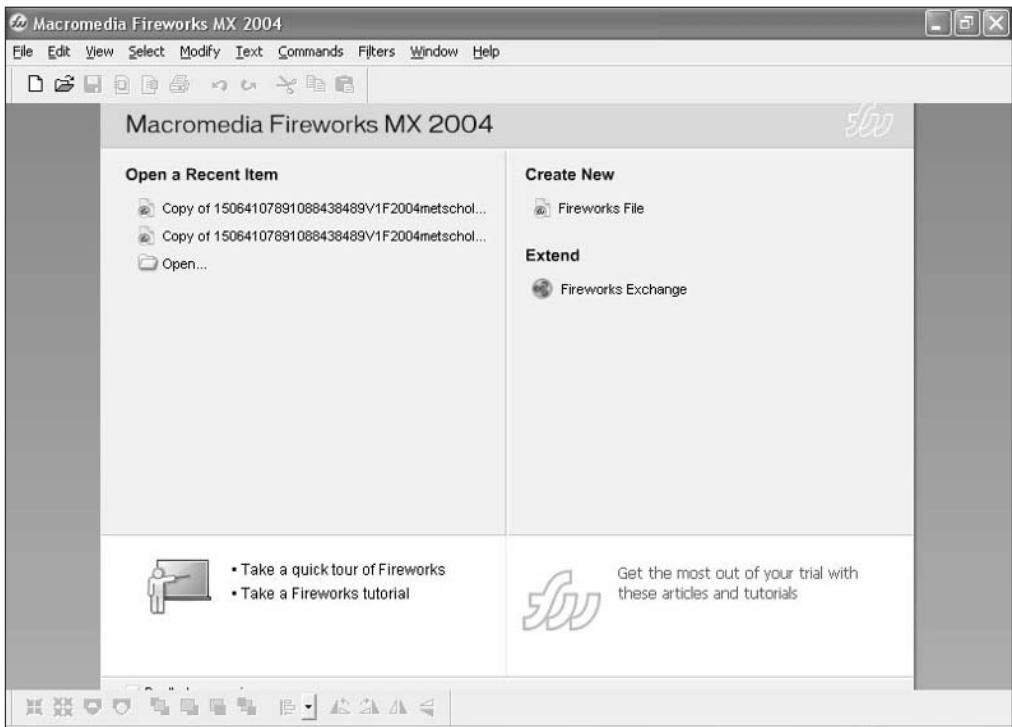 Macromedia Fireworks MX 2004
File Edit View Select Modify Text Commands Filters Window Help
Macromedia Fireworks MX 2004
Open a Recent Item
Copy of 15064107891088438489V1F2004metschol...
Copy of 15064107891088438489V1F2004metschol...
Open...
Create New
Fireworks File
Extend
Fireworks Exchange
• Take a quick tour of Fireworks
• Take a Fireworks tutorial
Get the most out of your trial with
these articles and tutorials